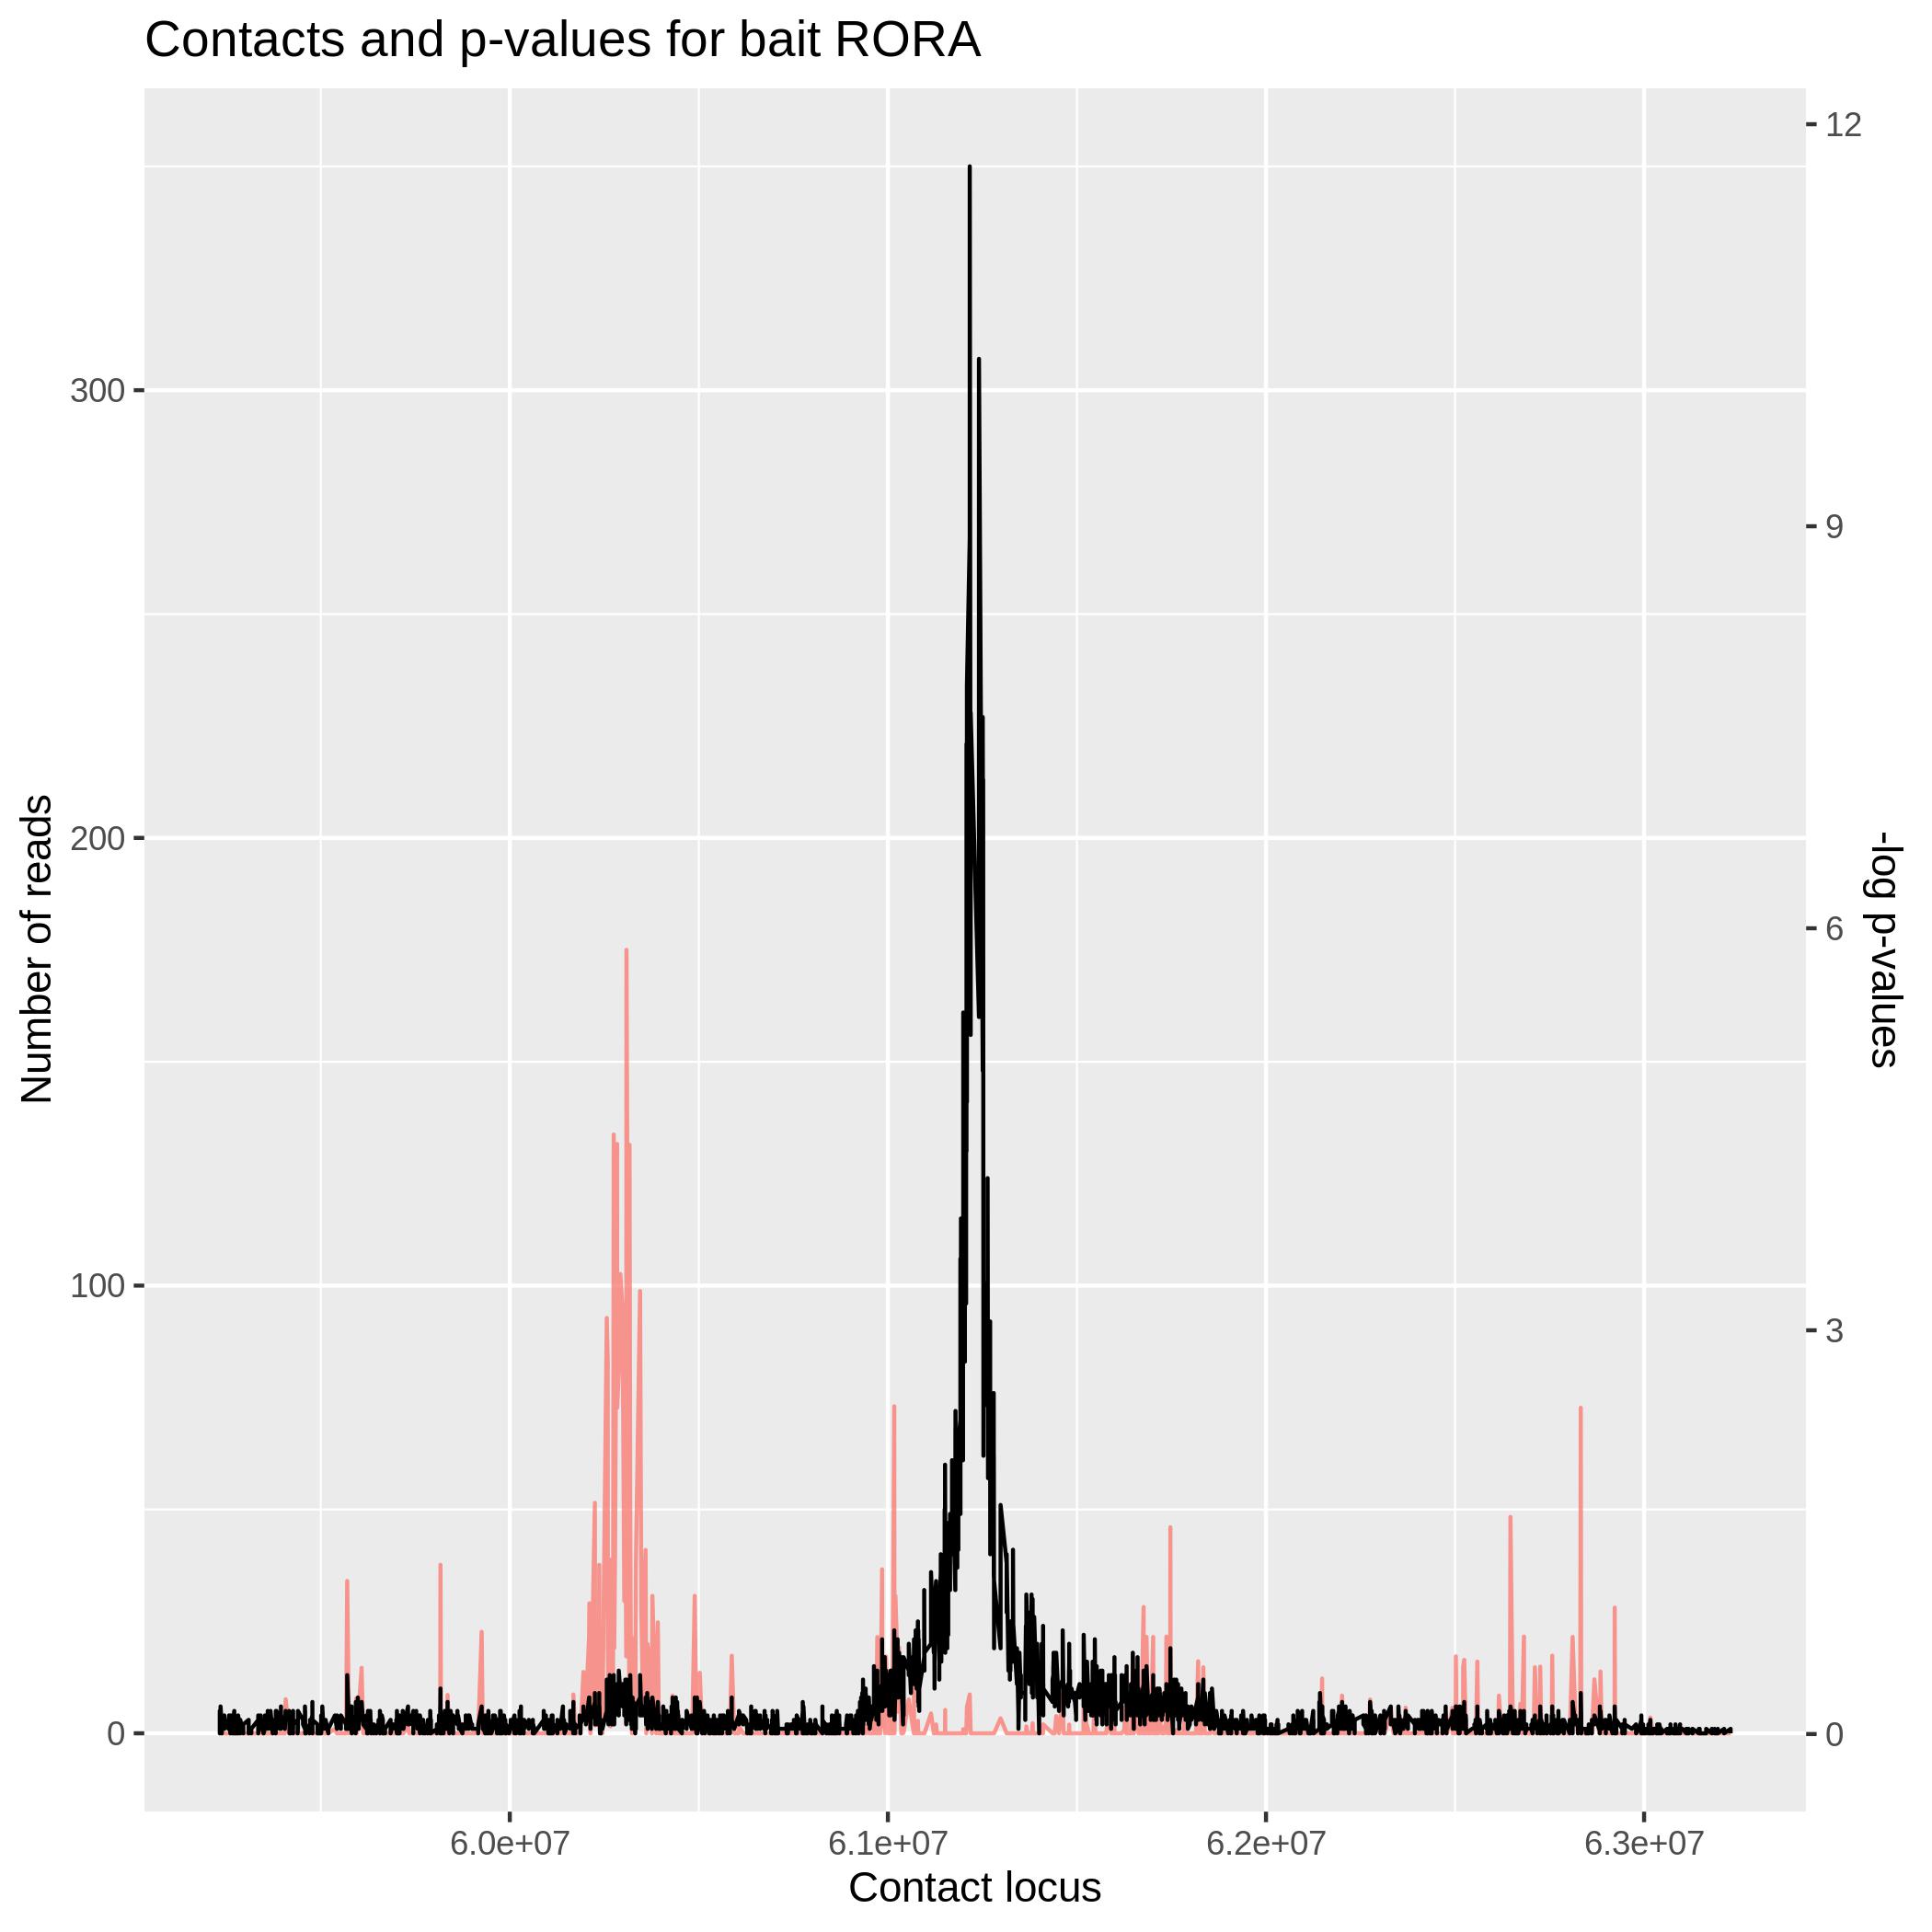 Contacts and p-values for bait RORA
12
300
9
200
6
Number of reads
-log p-values
100
3
0
0
6.0e+07
6.1e+07
6.2e+07
6.3e+07
Contact locus